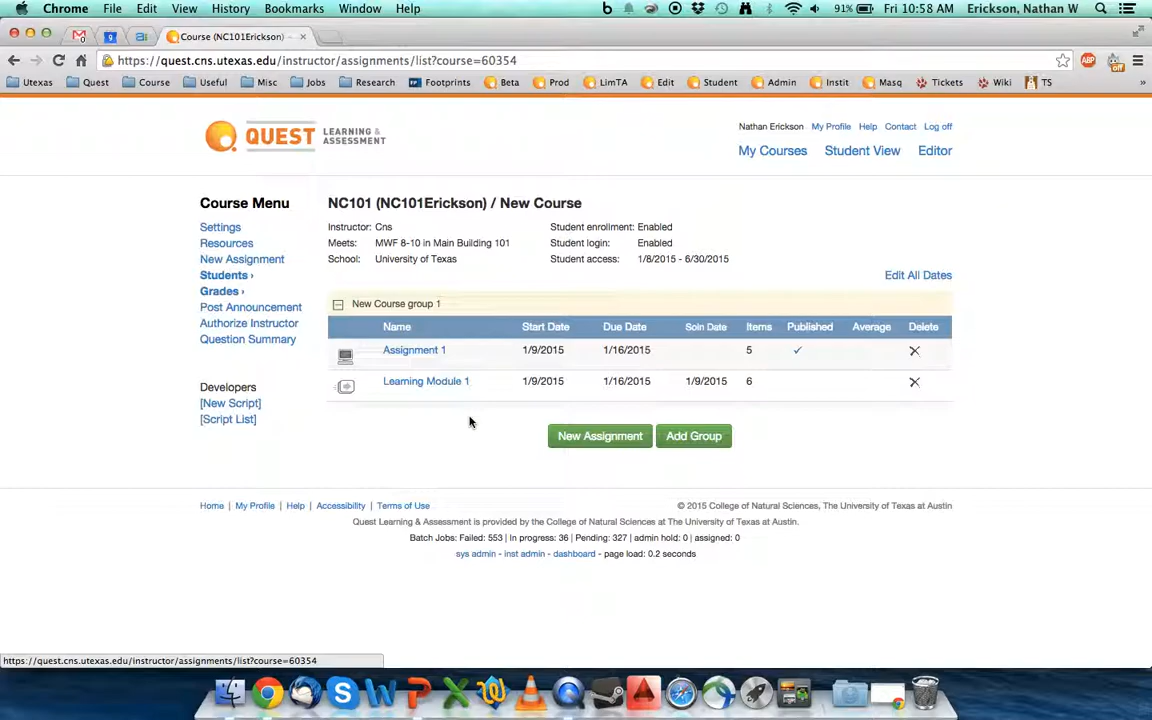 Chrome File Edit View History Bookmarks Window Help 91% Fri 10:58 AM Erickson, Nathan W
Course (NC101Erickson) ×
https://quest.cns.utexas.edu/instructor/assignments/list?course=60354
Utexas Quest Course Useful Misc Jobs Research Footprints Beta Prod LimTA Edit Student Admin Instit Masq Tickets Wiki TS »
QUEST LEARNING & ASSESSMENT
Nathan Erickson My Profile Help Contact Log off
My Courses Student View Editor
Course Menu
Settings
Resources
New Assignment
Students ›
Grades ›
Post Announcement
Authorize Instructor
Question Summary
Developers
[New Script]
[Script List]
NC101 (NC101Erickson) / New Course
Instructor: Cns Student enrollment: Enabled
Meets: MWF 8-10 in Main Building 101 Student login: Enabled
School: University of Texas Student access: 1/8/2015 - 6/30/2015
Edit All Dates
New Course group 1
Name Start Date Due Date Soln Date Items Published Average Delete
Assignment 1 1/9/2015 1/16/2015 5 ✓
Learning Module 1 1/9/2015 1/16/2015 1/9/2015 6
New Assignment Add Group
Home | My Profile | Help | Accessibility | Terms of Use © 2015 College of Natural Sciences, The University of Texas at Austin
Quest Learning & Assessment is provided by the College of Natural Sciences at The University of Texas at Austin.
Batch Jobs: Failed: 553 | In progress: 36 | Pending: 327 | admin hold: 0 | assigned: 0
sys admin - inst admin - dashboard - page load: 0.2 seconds
https://quest.cns.utexas.edu/instructor/assignments/list?course=60354